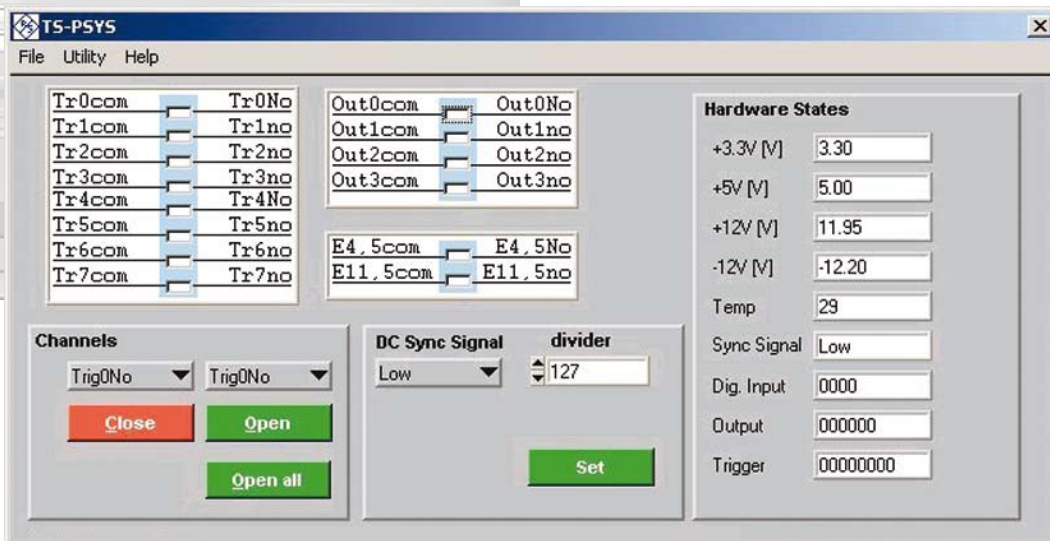 TS-PSYS
File Utility Help
Tr0com Tr0No
Tr1com Tr1no
Tr2com Tr2no
Tr3com Tr3no
Tr4com Tr4No
Tr5com Tr5no
Tr6com Tr6no
Tr7com Tr7no
Out0com Out0No
Out1com Out1no
Out2com Out2no
Out3com Out3no
E4,5com E4,5No
E11,5com E11,5no
Channels
Trig0No Trig0No
Close Open
Open all
DC Sync Signal divider
Low 127
Set
Hardware States
+3.3V [V] 3.30
+5V [V] 5.00
+12V [V] 11.95
-12V [V] -12.20
Temp 29
Sync Signal Low
Dig. Input 0000
Output 000000
Trigger 00000000